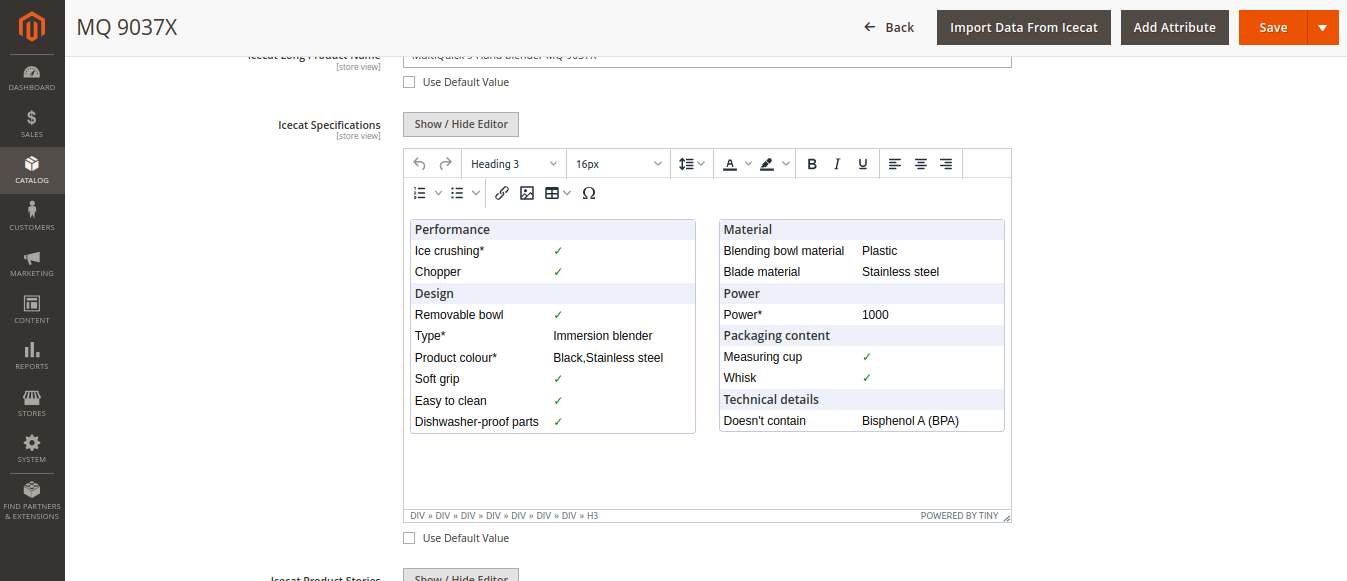 MQ 9037X
Back
Import Data From Icecat
Add Attribute
Save
DASHBOARD
SALES
CATALOG
CUSTOMERS
MARKETING
CONTENT
REPORTS
STORES
SYSTEM
FIND PARTNERS
& EXTENSIONS
Icecat Long Product Name
MultiQuick 9 Hand blender MQ 9037X
[store view]
Use Default Value
Icecat Specifications
[store view]
Show / Hide Editor
Heading 3
16px
Performance
Ice crushing* ✓
Chopper ✓
Design
Removable bowl ✓
Type* Immersion blender
Product colour* Black,Stainless steel
Soft grip ✓
Easy to clean ✓
Dishwasher-proof parts ✓
Material
Blending bowl material Plastic
Blade material Stainless steel
Power
Power* 1000
Packaging content
Measuring cup ✓
Whisk ✓
Technical details
Doesn't contain Bisphenol A (BPA)
DIV » DIV » DIV » DIV » DIV » DIV » DIV » H3
POWERED BY TINY
Use Default Value
Icecat Product Stories
Show / Hide Editor